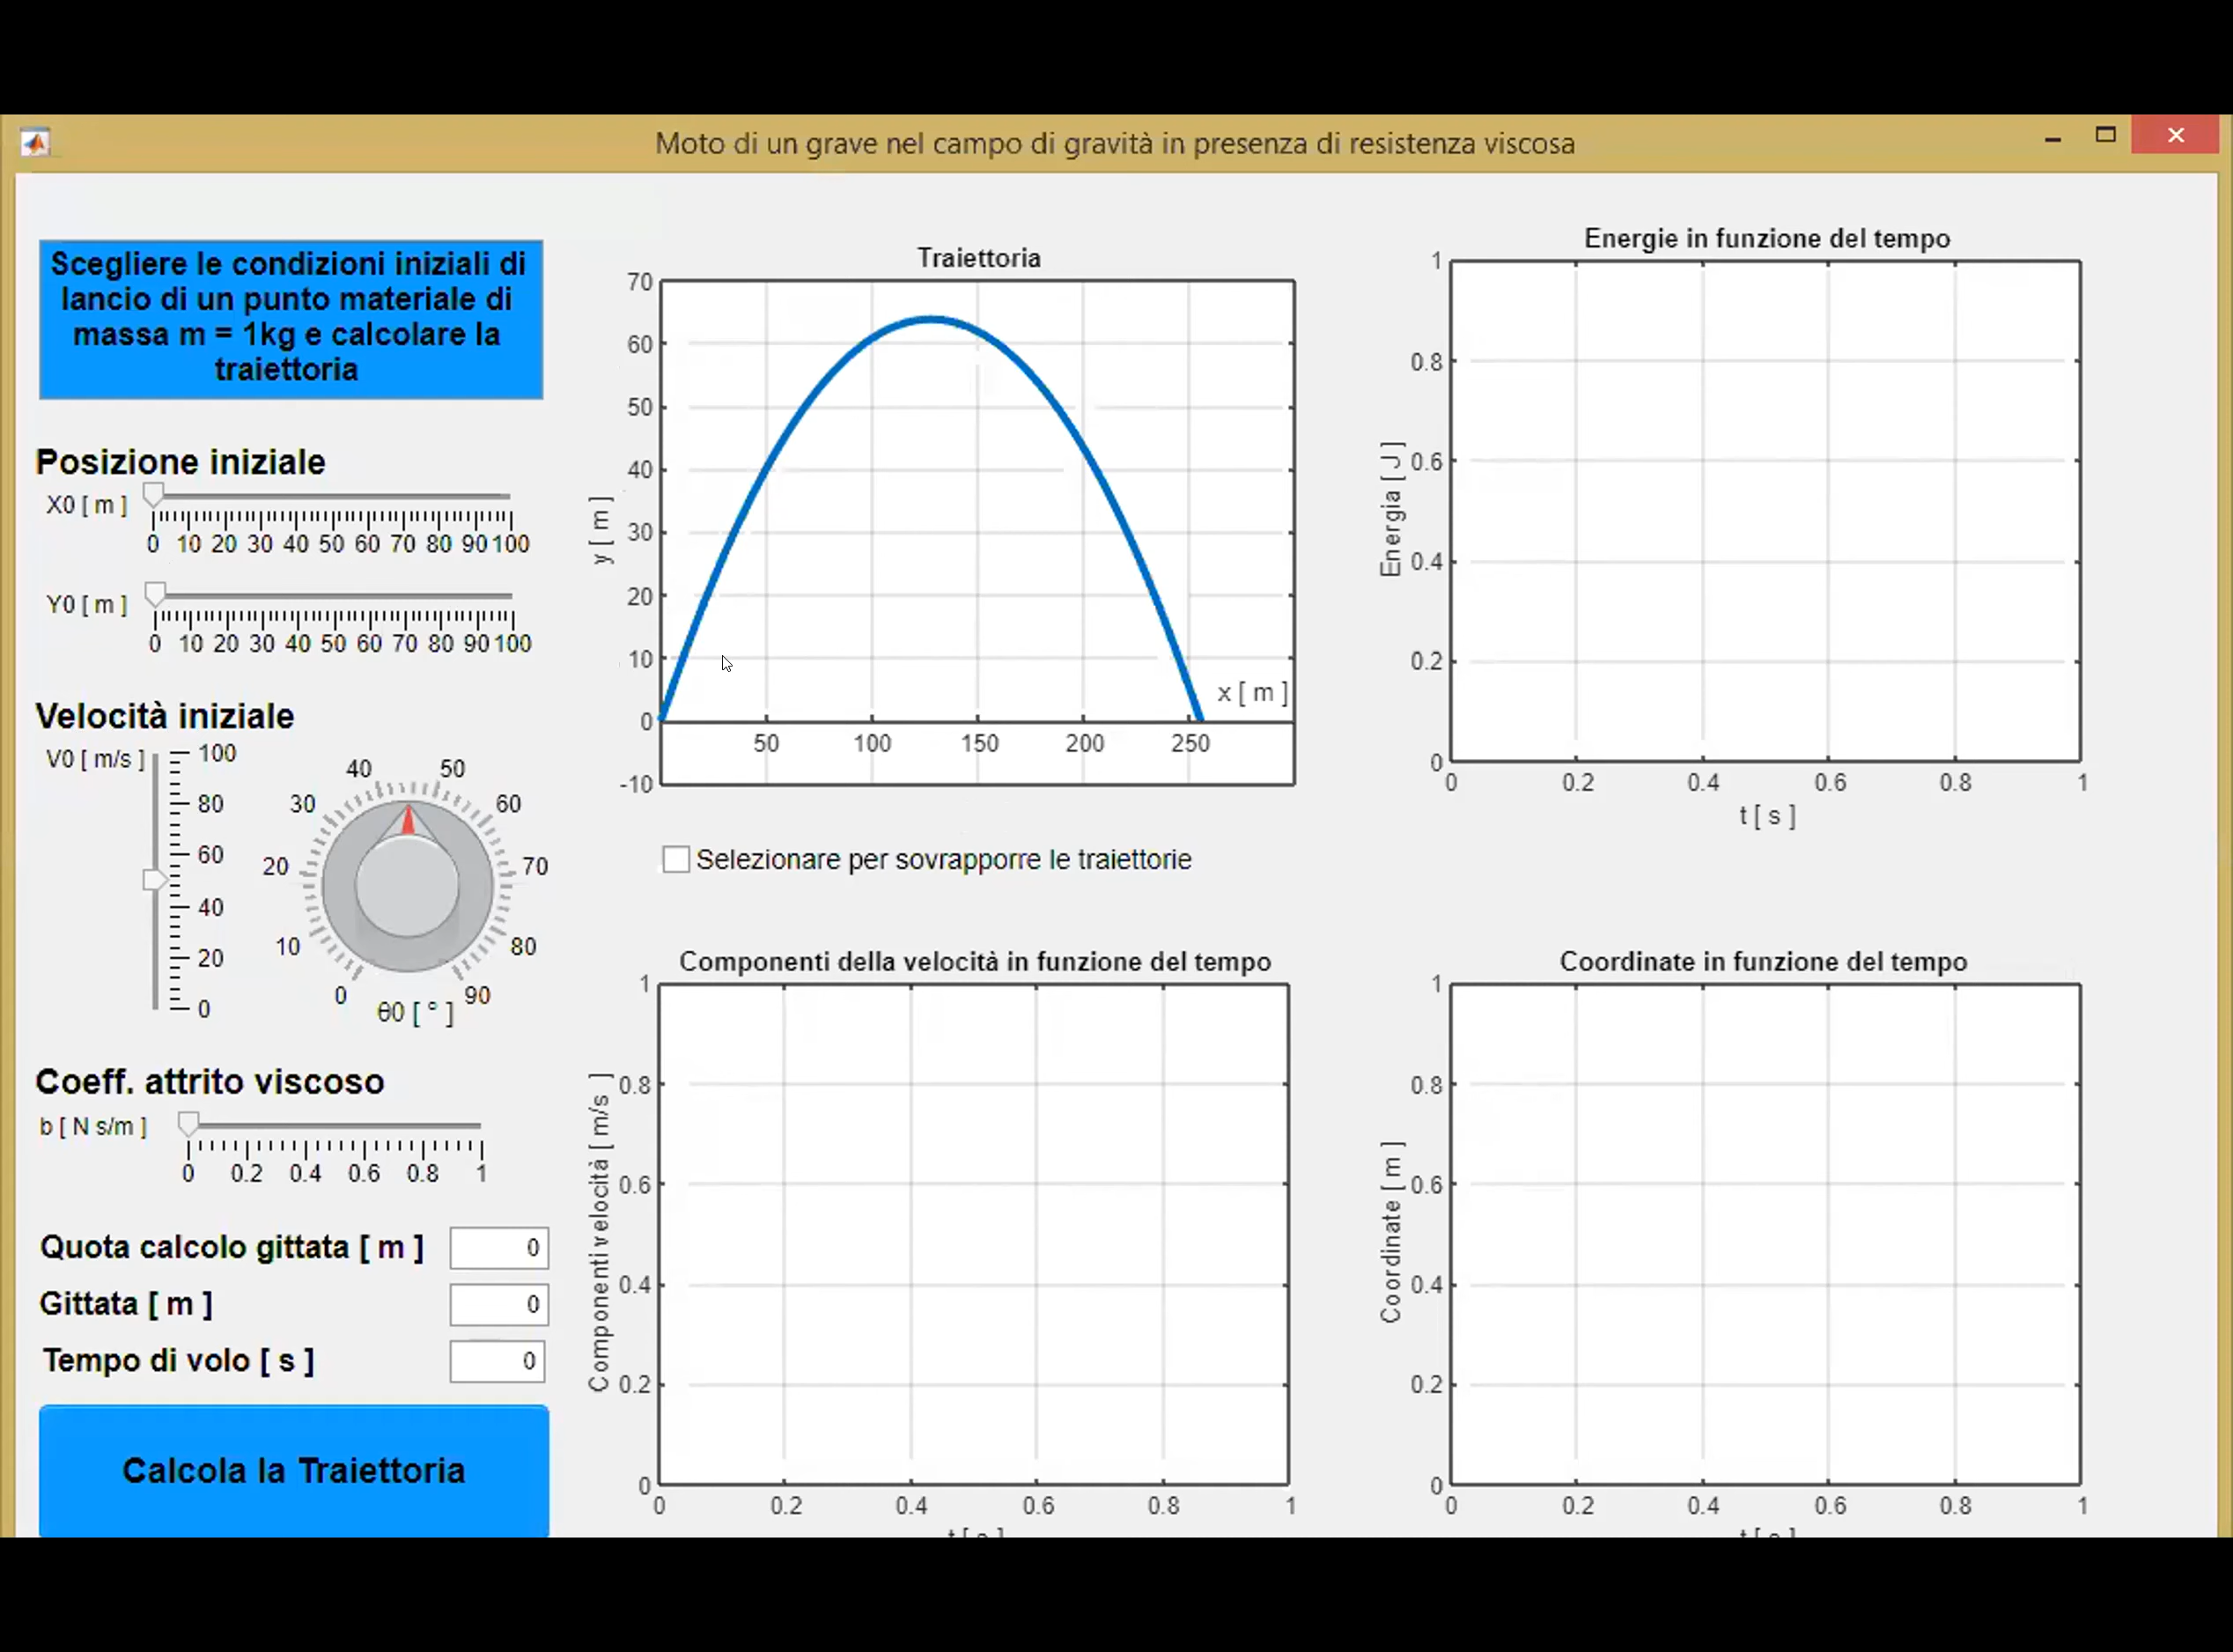 Moto di un grave nel campo di gravità in presenza di resistenza viscosa
Scegliere le condizioni iniziali di
lancio di un punto materiale di
massa m = 1kg e calcolare la
traiettoria
Posizione iniziale
X0 [ m ]
0 10 20 30 40 50 60 70 80 90 100
Y0 [ m ]
0 10 20 30 40 50 60 70 80 90 100
Velocità iniziale
V0 [ m/s ]
100
80
60
40
20
0
0 10 20 30 40 50 60 70 80 90
θ0 [ ° ]
Coeff. attrito viscoso
b [ N s/m ]
0 0.2 0.4 0.6 0.8 1
Quota calcolo gittata [ m ] 0
Gittata [ m ] 0
Tempo di volo [ s ] 0
Calcola la Traiettoria
Traiettoria
y [ m ]
70
60
50
40
30
20
10
0
-10
50 100 150 200 250
x [ m ]
Selezionare per sovrapporre le traiettorie
Energie in funzione del tempo
Energia [ J ]
1
0.8
0.6
0.4
0.2
0
0 0.2 0.4 0.6 0.8 1
t [ s ]
Componenti della velocità in funzione del tempo
Componenti velocità [ m/s ]
1
0.8
0.6
0.4
0.2
0
0 0.2 0.4 0.6 0.8 1
t [ s ]
Coordinate in funzione del tempo
Coordinate [ m ]
1
0.8
0.6
0.4
0.2
0
0 0.2 0.4 0.6 0.8 1
t [ s ]